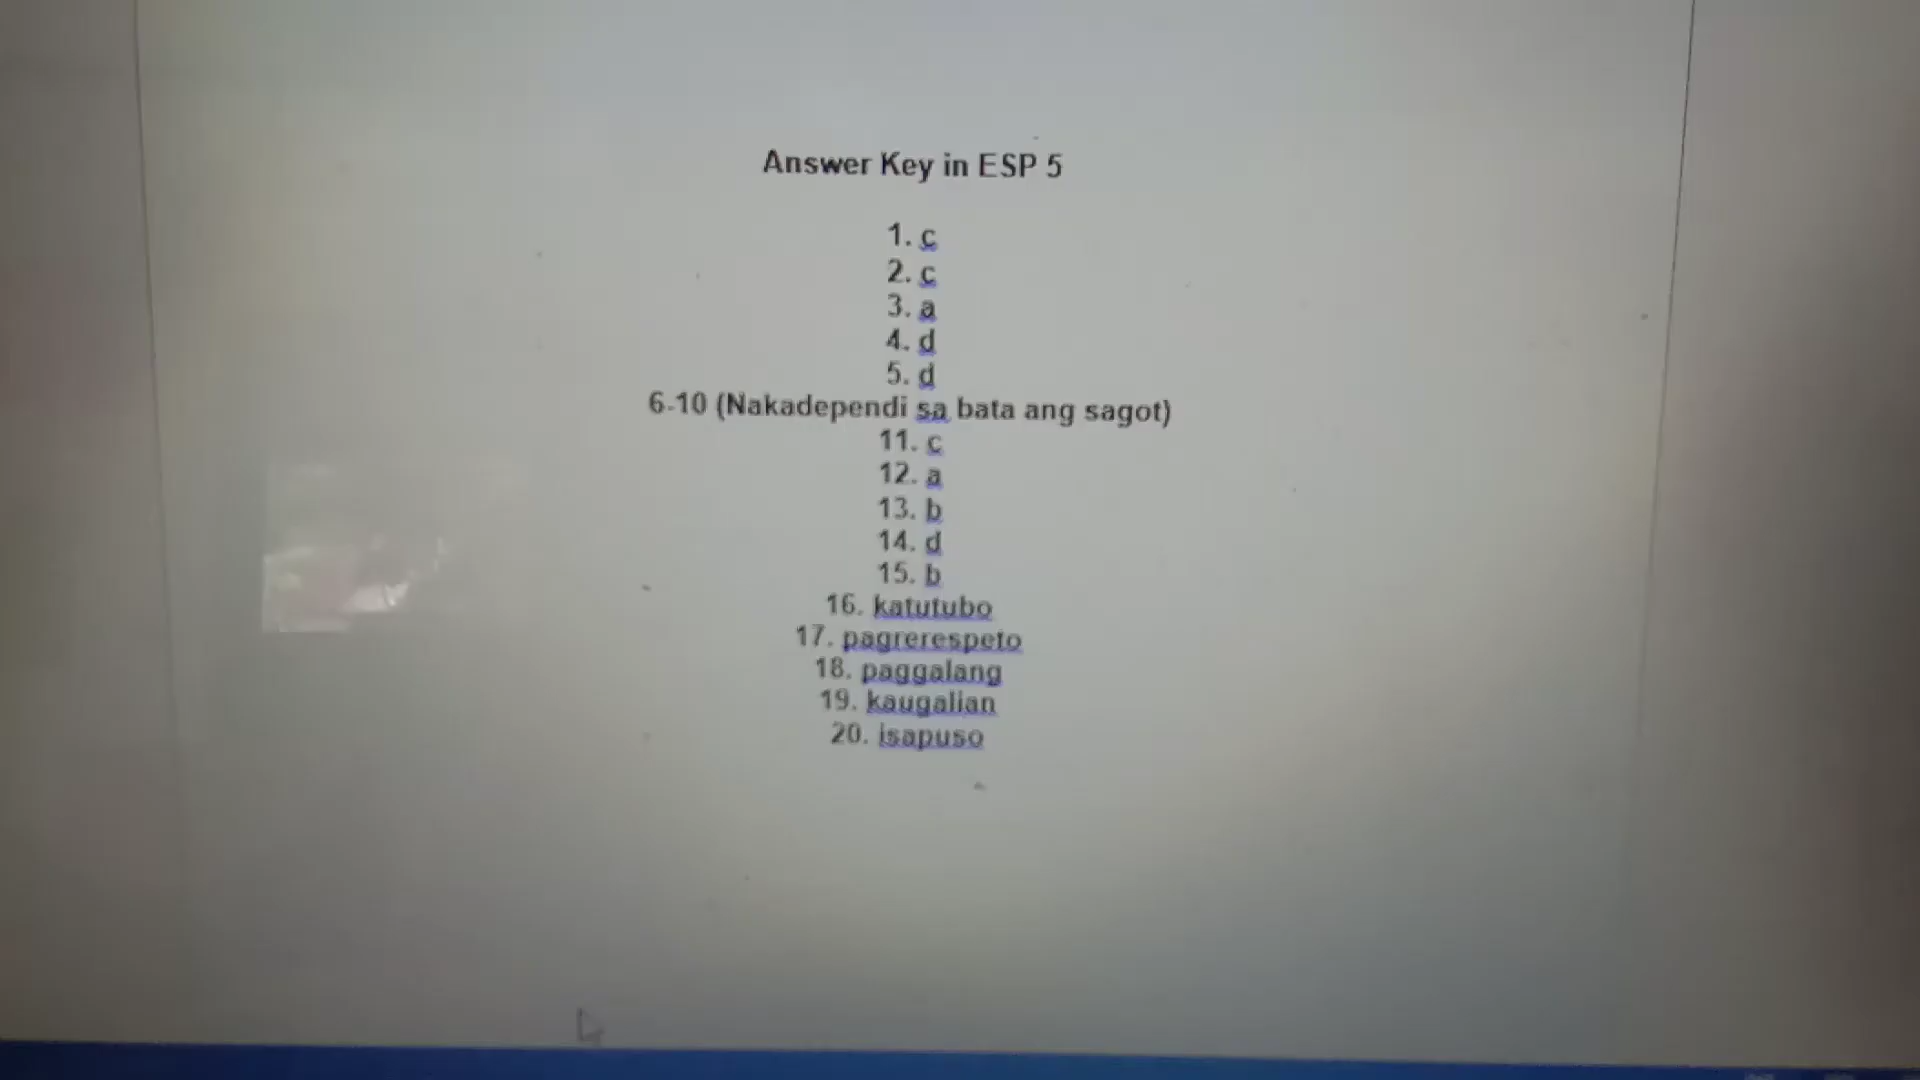 Answer Key in ESP 5
1. c
2. c
3. a
4. d
5. d
6-10 (Nakadependi sa bata ang sagot)
11. c
12. a
13. b
14. d
15. b
16. katutubo
17. pagrerespeto
18. paggalang
19. kaugalian
20. isapuso